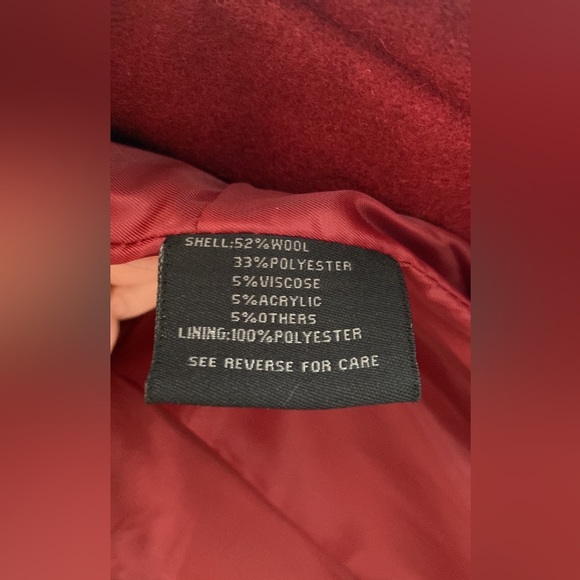 SHELL:52%WOOL
33%POLYESTER
5%VISCOSE
5%ACRYLIC
5%OTHERS
LINING:100%POLYESTER
SEE REVERSE FOR CARE